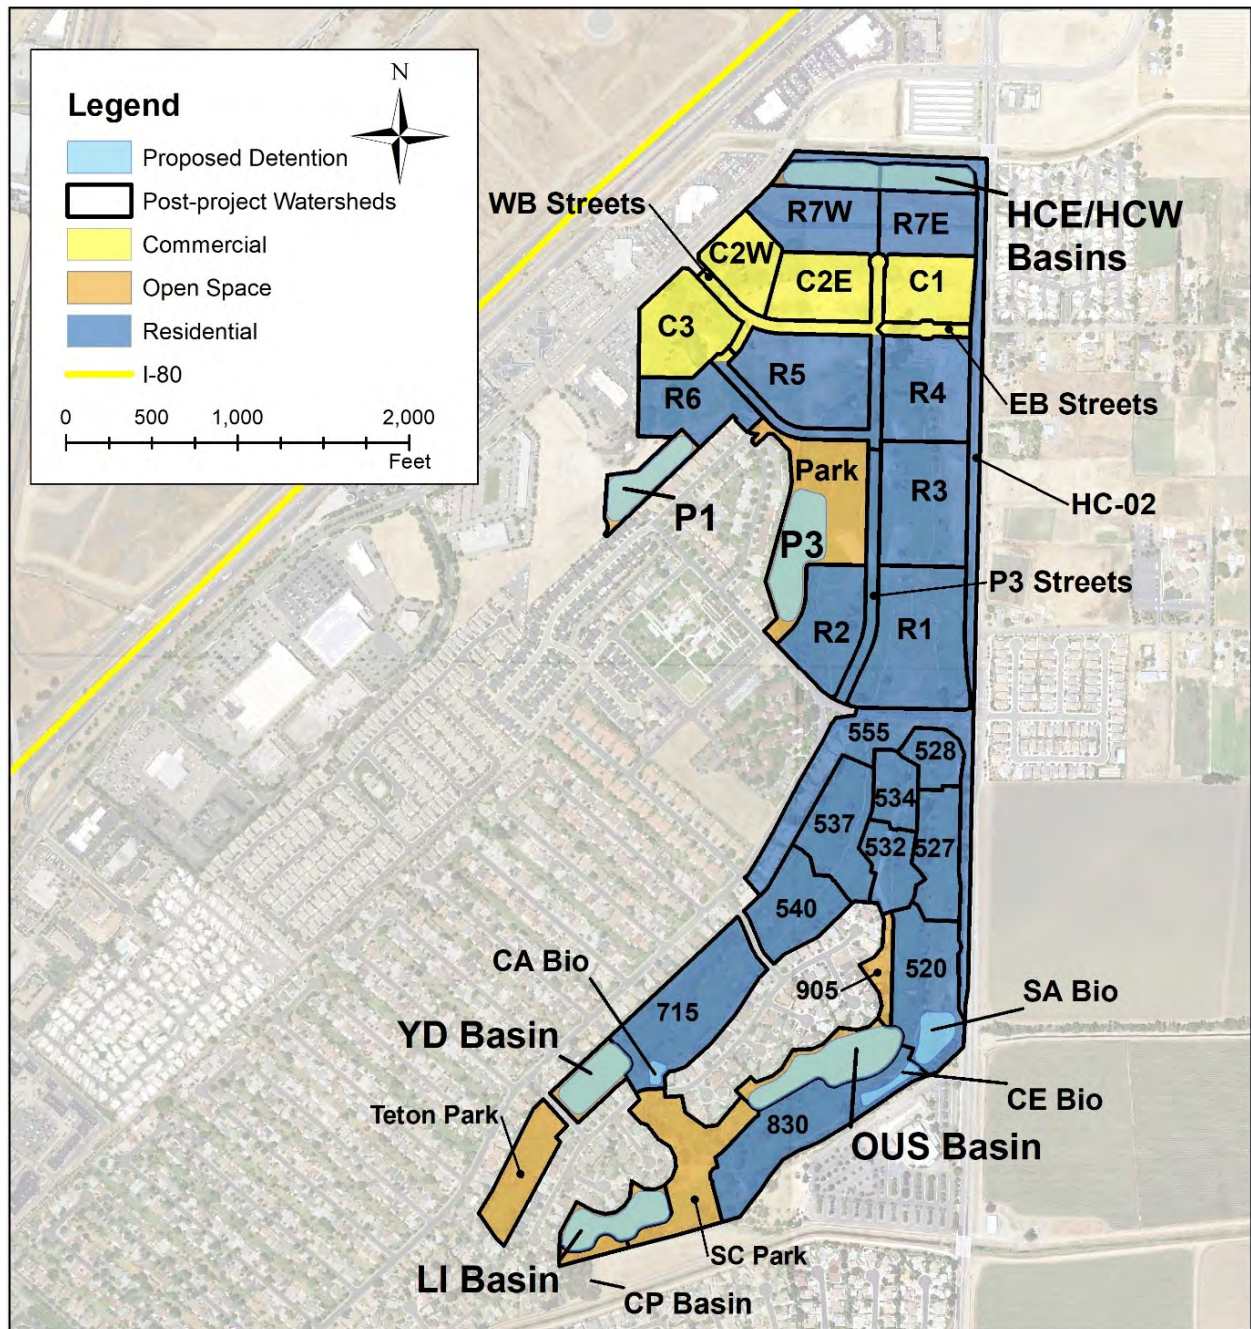 N
Legend
Proposed Detention
Post-project Watersheds
Commercial
Open Space
Residential
I-80
0 500 1,000 2,000
Feet
WB Streets
R7W
R7E
HCE/HCW
Basins
C2W
C2E
C1
C3
R5
R4
R6
EB Streets
Park
R3
HC-02
P1
P3
P3 Streets
R2
R1
555
528
534
537
532
527
540
CA Bio
905
520
SA Bio
715
YD Basin
CE Bio
Teton Park
830
OUS Basin
SC Park
LI Basin
CP Basin